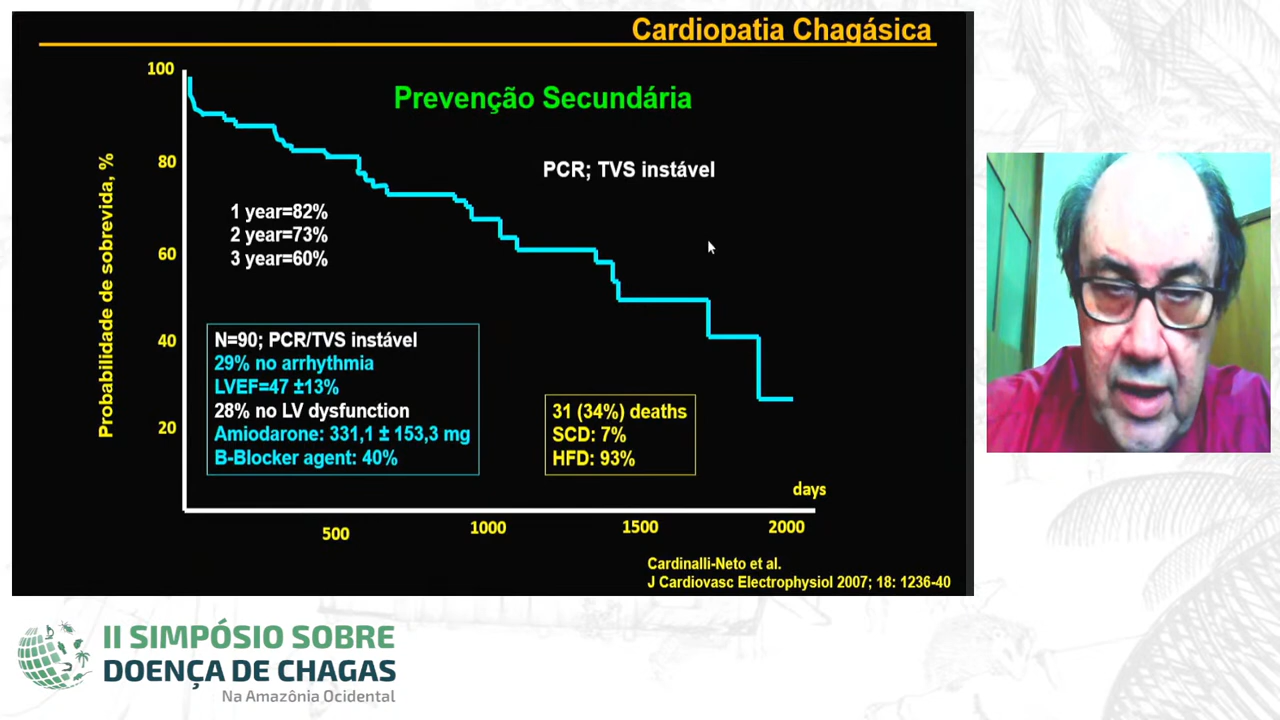 Cardiopatia Chagásica
Prevenção Secundária
PCR; TVS instável
Probabilidade de sobrevida, %
100
80
60
40
20
1 year=82%
2 year=73%
3 year=60%
N=90; PCR/TVS instável
29% no arrhythmia
LVEF=47 ±13%
28% no LV dysfunction
Amiodarone: 331,1 ± 153,3 mg
B-Blocker agent: 40%
31 (34%) deaths
SCD: 7%
HFD: 93%
days
500
1000
1500
2000
Cardinalli-Neto et al.
J Cardiovasc Electrophysiol 2007; 18: 1236-40
II SIMPÓSIO SOBRE
DOENÇA DE CHAGAS
Na Amazônia Ocidental